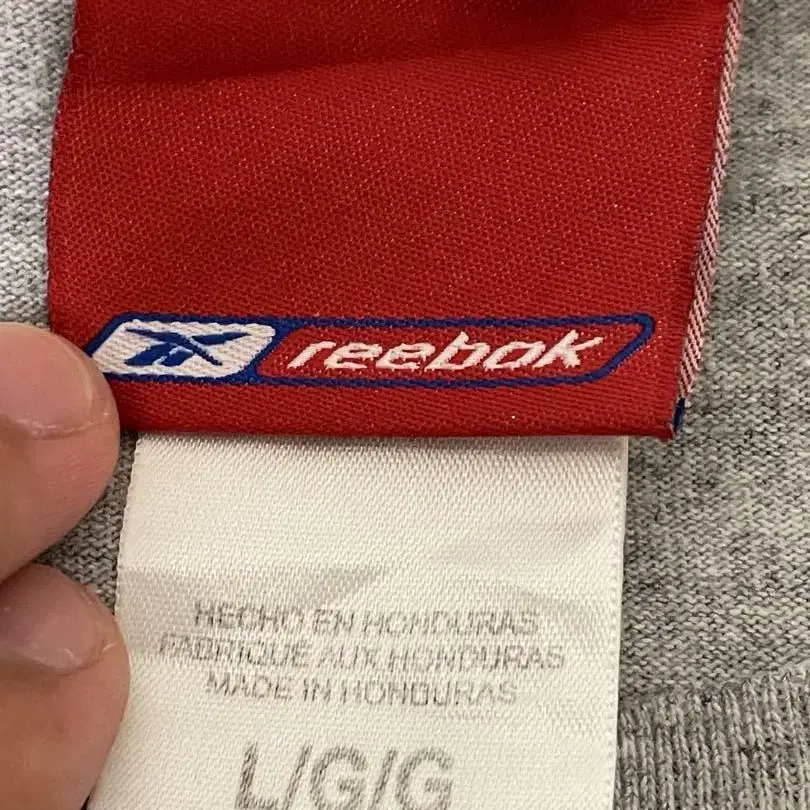 reebok
HECHO EN HONDURAS
FABRIQUE AUX HONDURAS
MADE IN HONDURAS
L/G/G